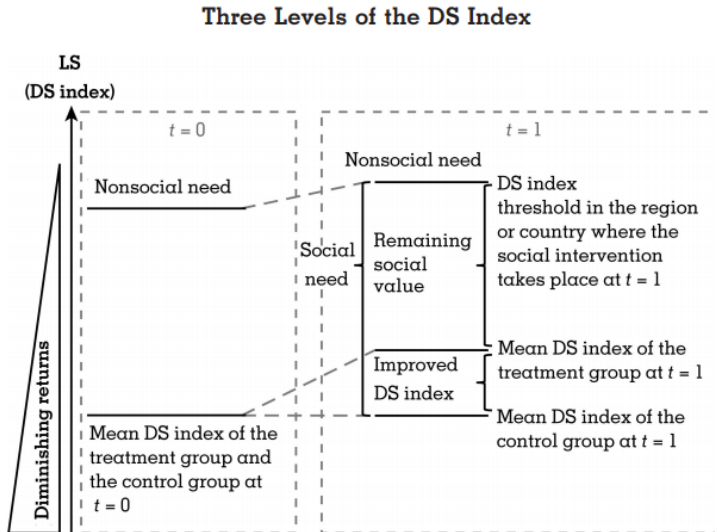 Three Levels of the DS Index
LS
(DS index)
t = 0
t = 1
Nonsocial need
Nonsocial need
Social
need
Remaining
social
value
DS index
threshold in the region
or country where the
social intervention
takes place at t = 1
Improved
DS index
Mean DS index of the
treatment group at t = 1
Mean DS index of the
control group at t = 1
Mean DS index of the
treatment group and
the control group at
t = 0
Diminishing returns